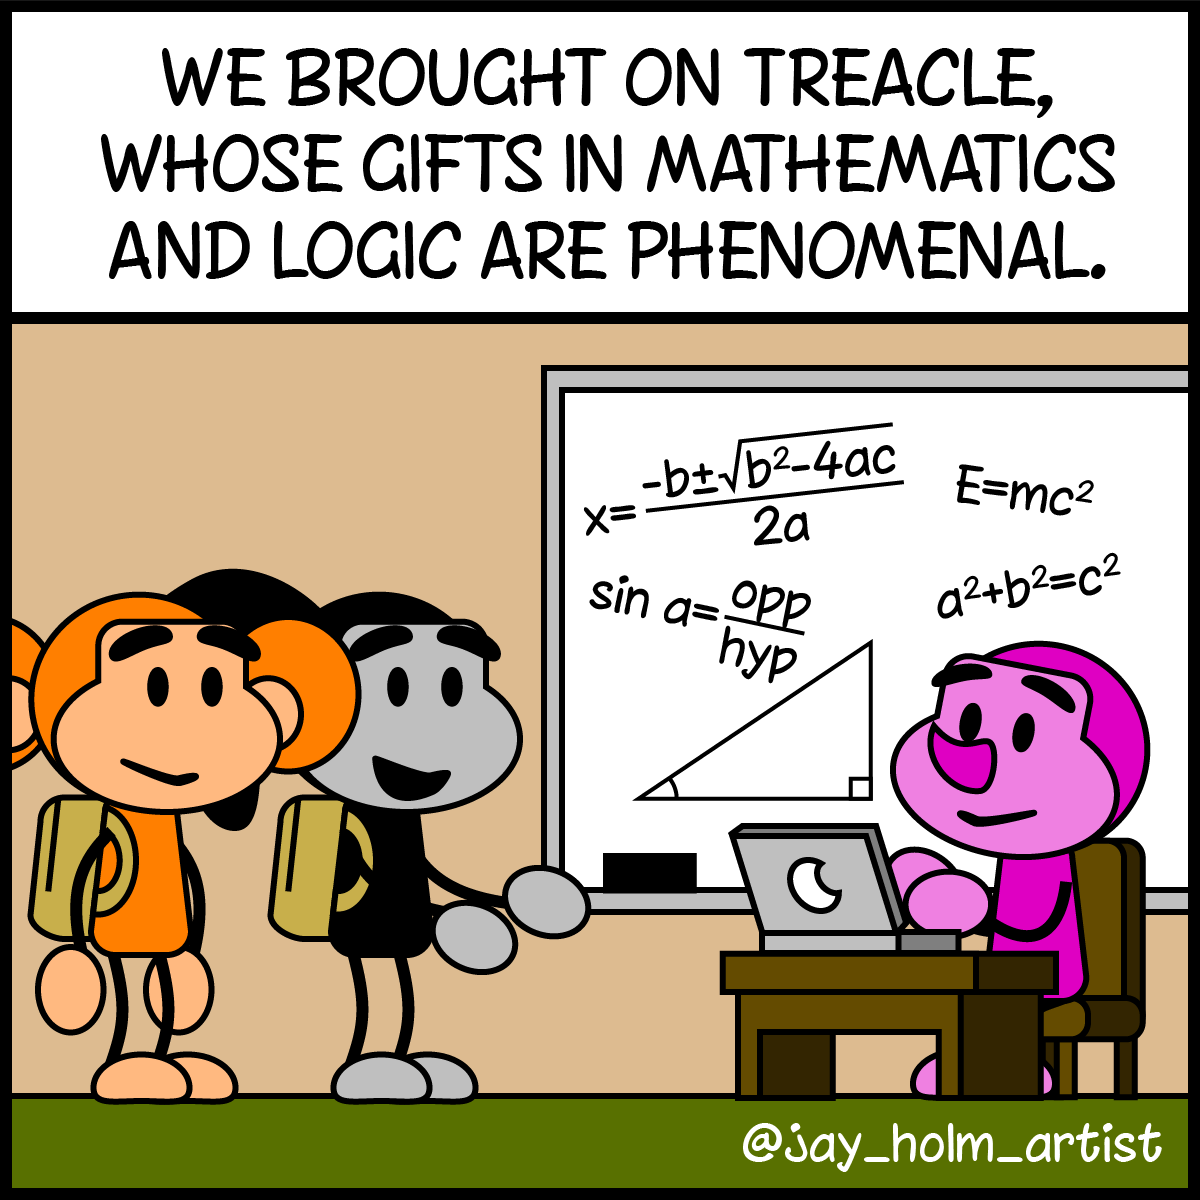 WE BROUGHT ON TREACLE,
WHOSE GIFTS IN MATHEMATICS
AND LOGIC ARE PHENOMENAL.
x=-b±√b²-4ac
2a
E=mc²
sin a=opp
hyp
a²+b²=c²
@jay_holm_artist